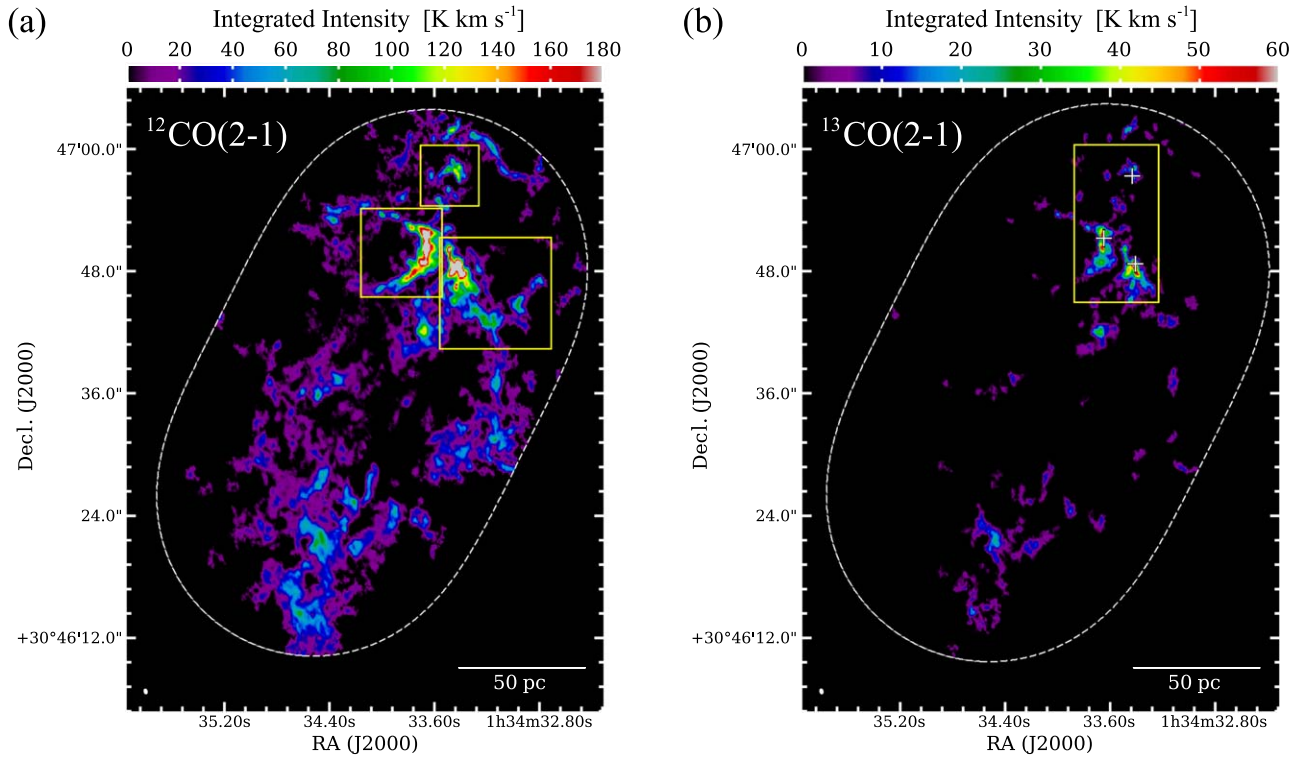 (a)
Integrated Intensity [K km s⁻¹]
0 20 40 60 80 100 120 140 160 180
¹²CO(2-1)
47'00.0"
48.0"
36.0"
24.0"
+30°46'12.0"
Decl. (J2000)
50 pc
35.20s 34.40s 33.60s 1h34m32.80s
RA (J2000)
(b)
Integrated Intensity [K km s⁻¹]
0 10 20 30 40 50 60
¹³CO(2-1)
47'00.0"
48.0"
36.0"
24.0"
+30°46'12.0"
Decl. (J2000)
50 pc
35.20s 34.40s 33.60s 1h34m32.80s
RA (J2000)